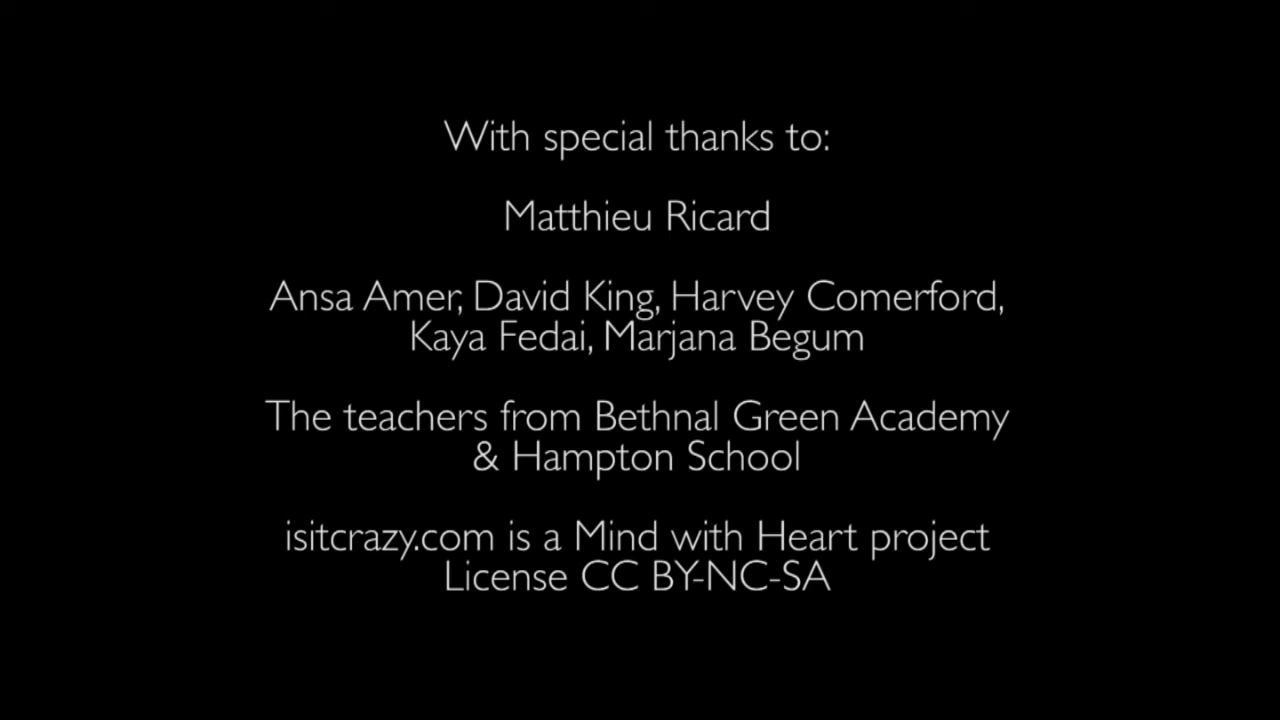 With special thanks to:
Matthieu Ricard
Ansa Amer, David King, Harvey Comerford,
Kaya Fedai, Marjana Begum
The teachers from Bethnal Green Academy
& Hampton School
isitcrazy.com is a Mind with Heart project
License CC BY-NC-SA